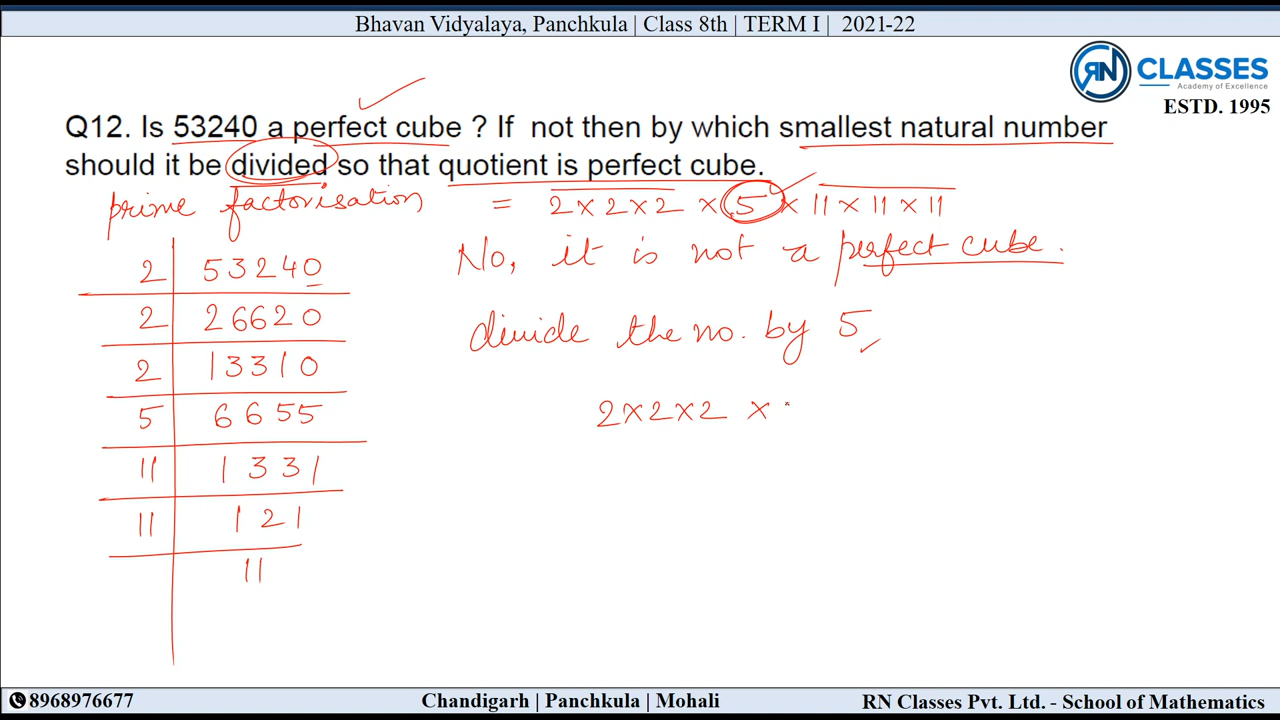 Bhavan Vidyalaya, Panchkula | Class 8th | TERM I | 2021-22
RN CLASSES
Academy of Excellence
ESTD. 1995
Q12. Is 53240 a perfect cube ? If not then by which smallest natural number
should it be divided so that quotient is perfect cube.
prime factorisation = 2 × 2 × 2 × 5 × 11 × 11 × 11
No, it is not a perfect cube.
2 | 53240
2 | 26620
2 | 13310
5 | 6655
11 | 1331
11 | 121
11
divide the no. by 5
2 × 2 × 2 ×
8968976677
Chandigarh | Panchkula | Mohali
RN Classes Pvt. Ltd. - School of Mathematics